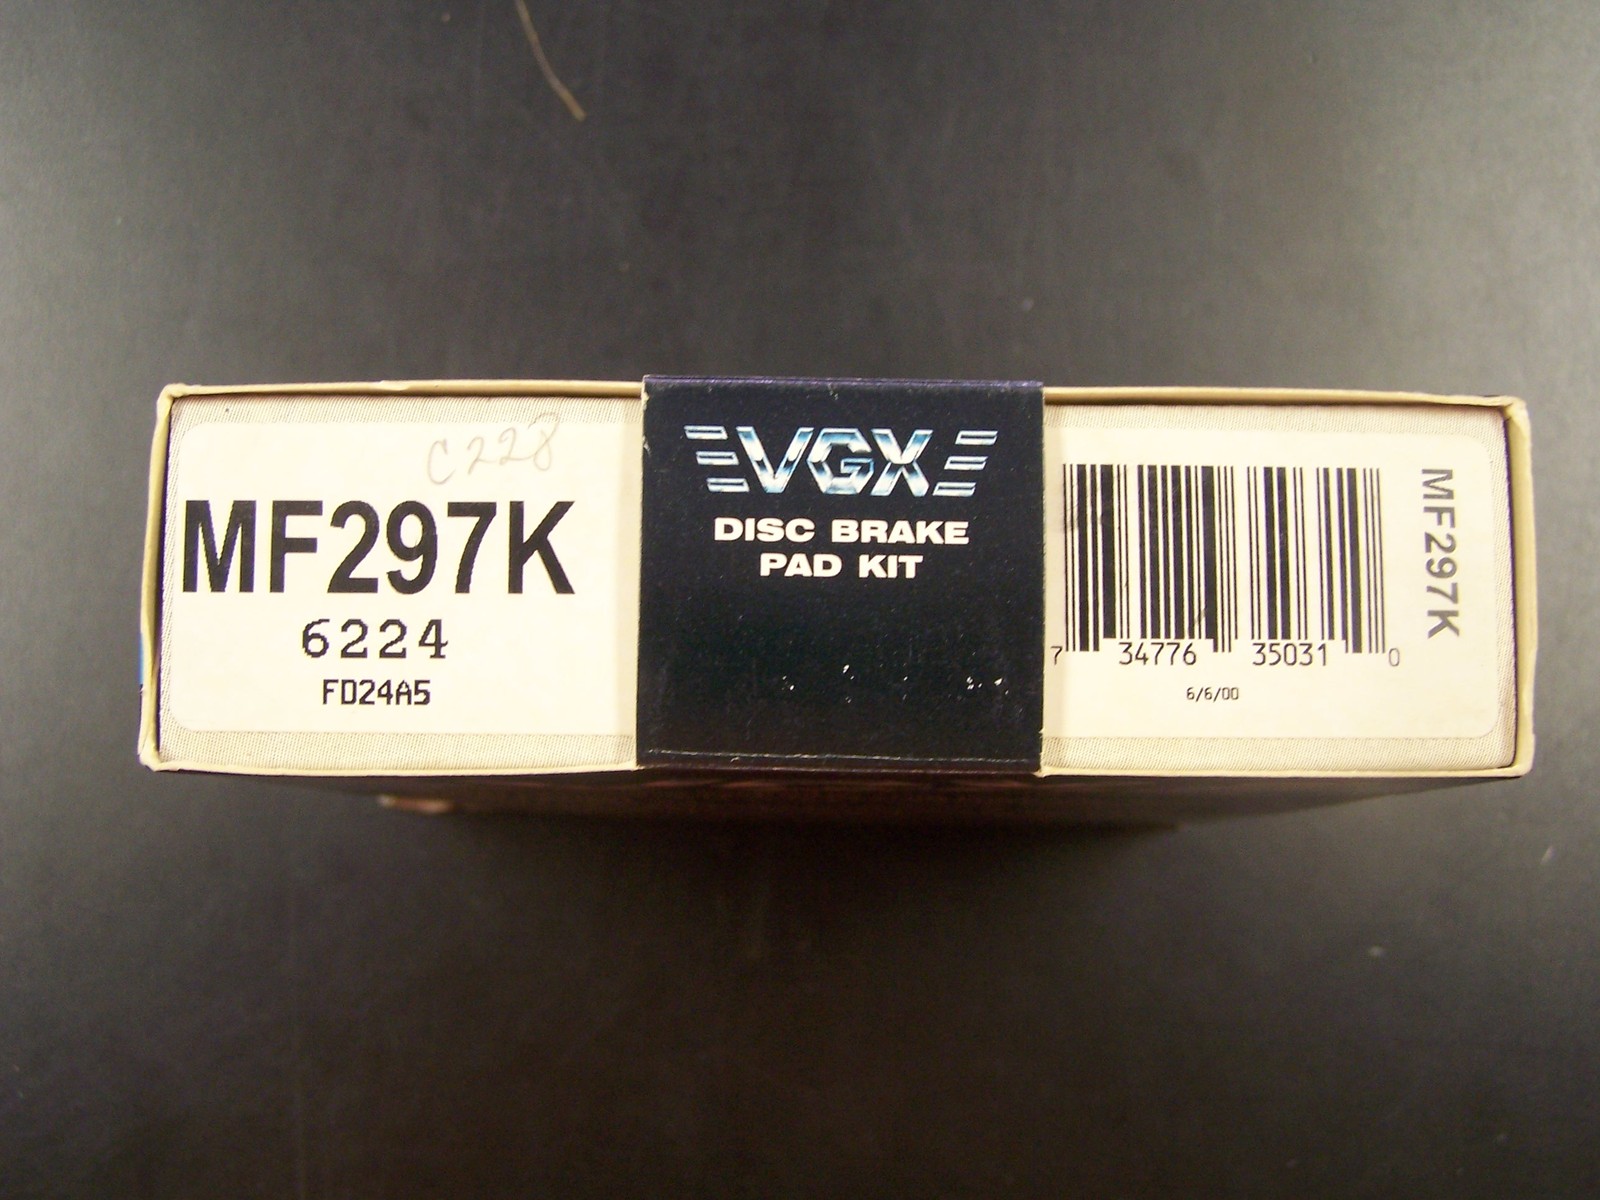 C228
MF297K
6224
FD24A5
VGX
DISC BRAKE
PAD KIT
7 34776 35031 0
6/6/00
MF297K